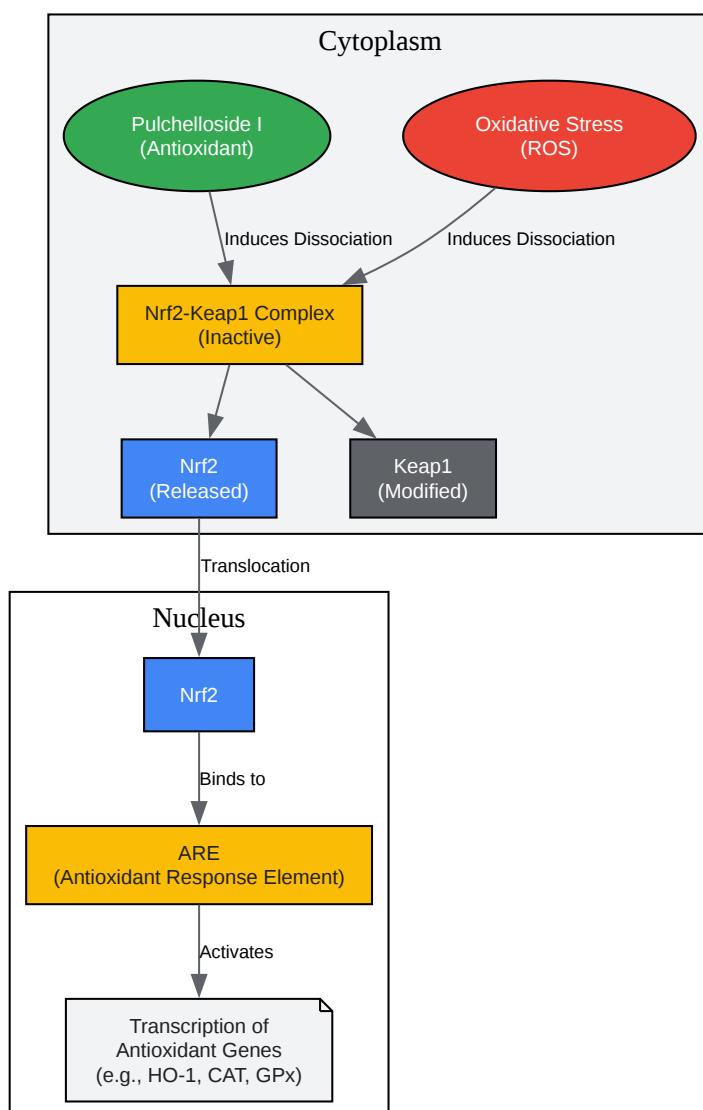 Cytoplasm
Pulchelloside I
(Antioxidant)
Oxidative Stress
(ROS)
Induces Dissociation
Induces Dissociation
Nrf2-Keap1 Complex
(Inactive)
Nrf2
(Released)
Keap1
(Modified)
Translocation
Nucleus
Nrf2
Binds to
ARE
(Antioxidant Response Element)
Activates
Transcription of
Antioxidant Genes
(e.g., HO-1, CAT, GPx)